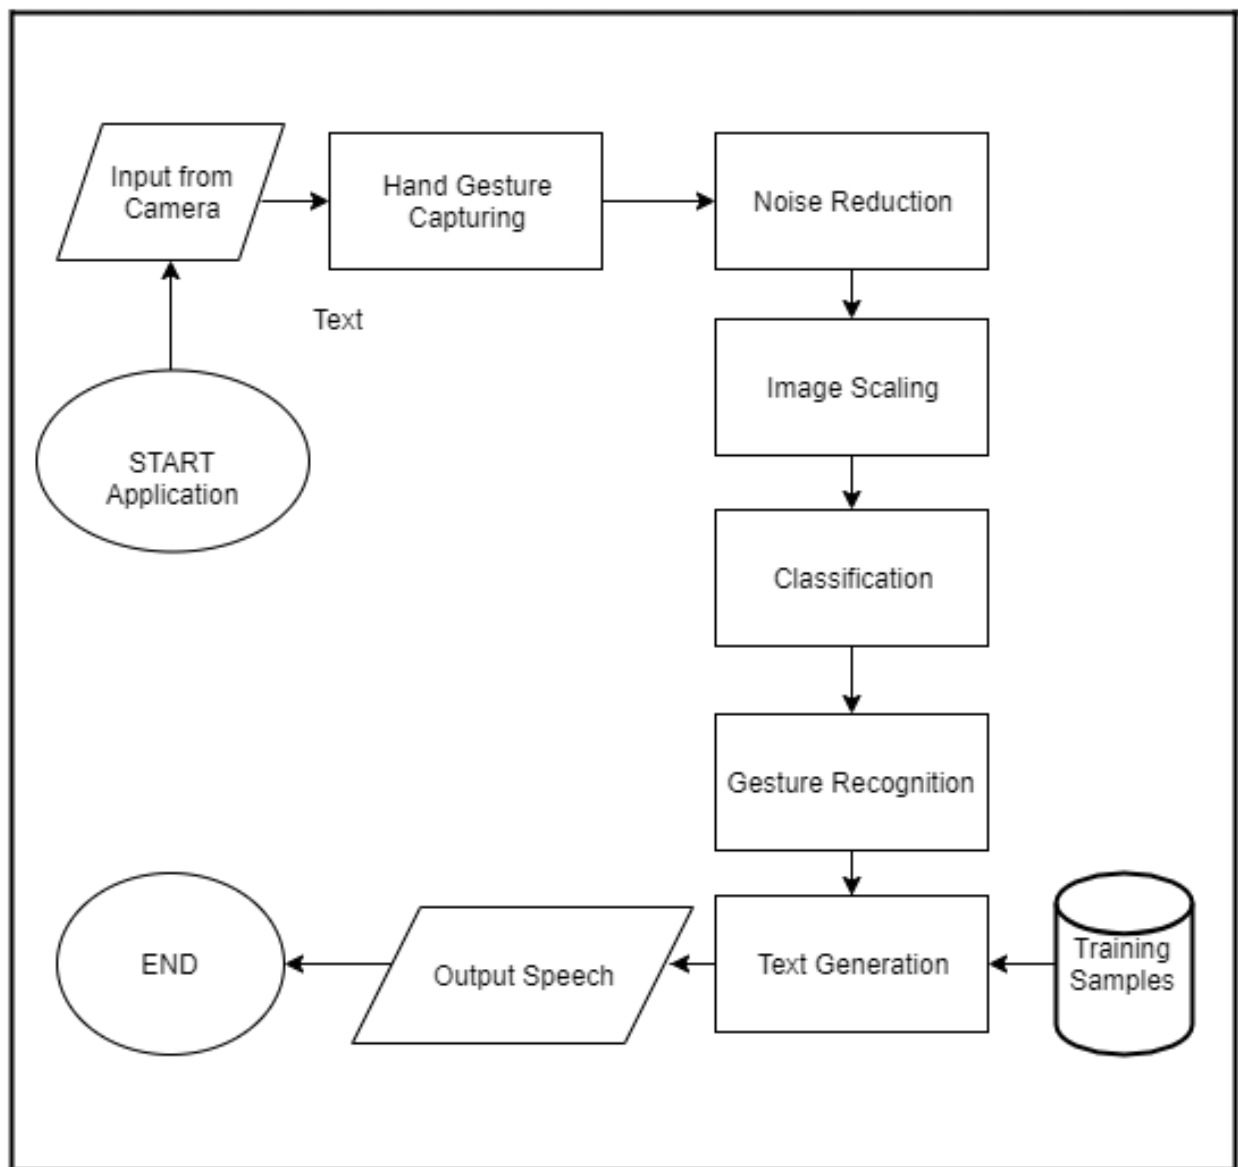 Input from
Camera
Hand Gesture
Capturing
Noise Reduction
Text
Image Scaling
START
Application
Classification
Gesture Recognition
END
Output Speech
Text Generation
Training
Samples